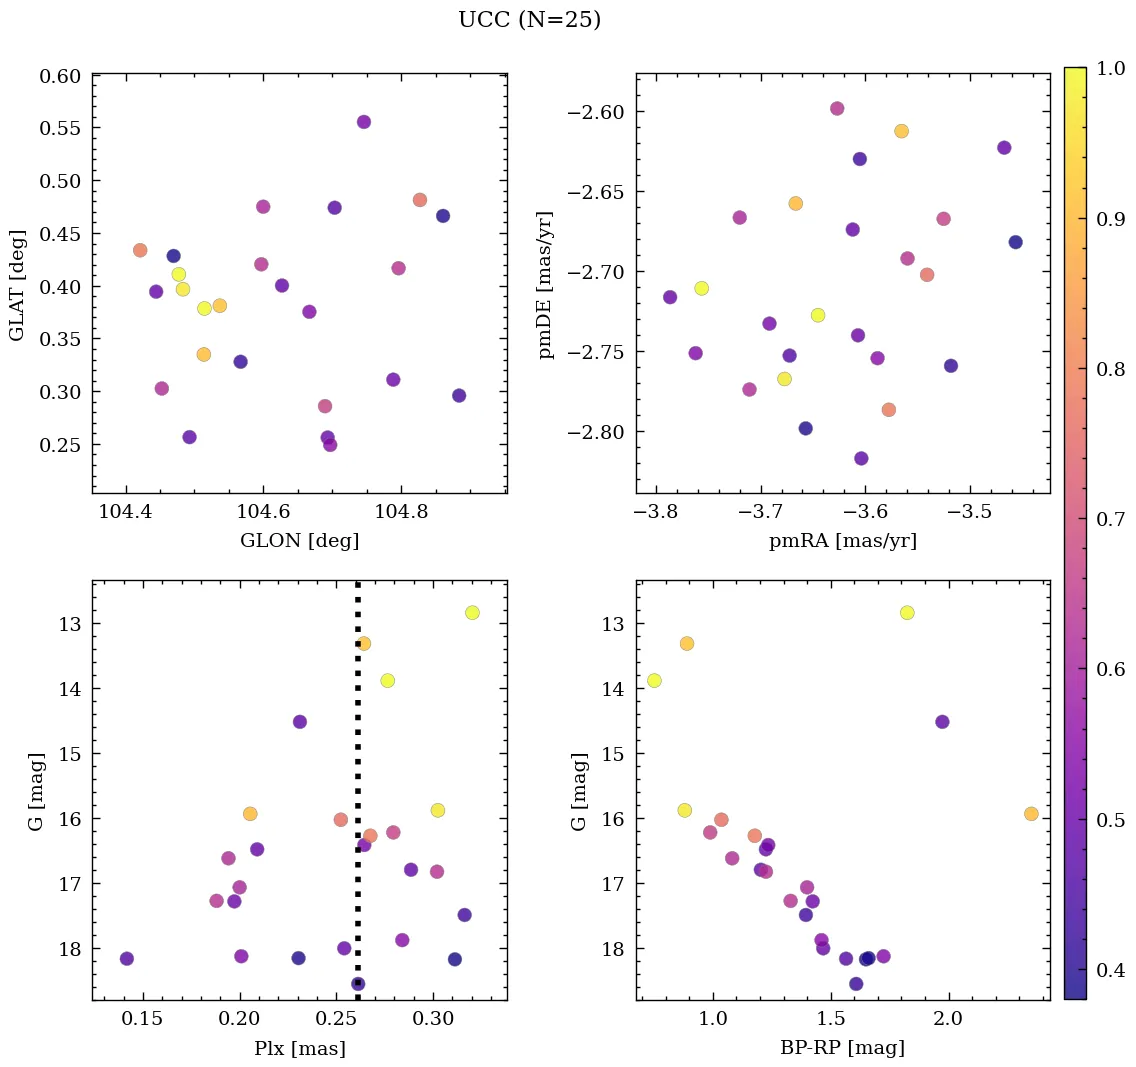 UCC (N=25)
0.60
0.55
0.50
0.45
0.40
0.35
0.30
0.25
GLAT [deg]
104.4 104.6 104.8
GLON [deg]
−2.60
−2.65
−2.70
−2.75
−2.80
pmDE [mas/yr]
−3.8 −3.7 −3.6 −3.5
pmRA [mas/yr]
13
14
15
16
17
18
G [mag]
0.15 0.20 0.25 0.30
Plx [mas]
13
14
15
16
17
18
G [mag]
1.0 1.5 2.0
BP-RP [mag]
1.0
0.9
0.8
0.7
0.6
0.5
0.4